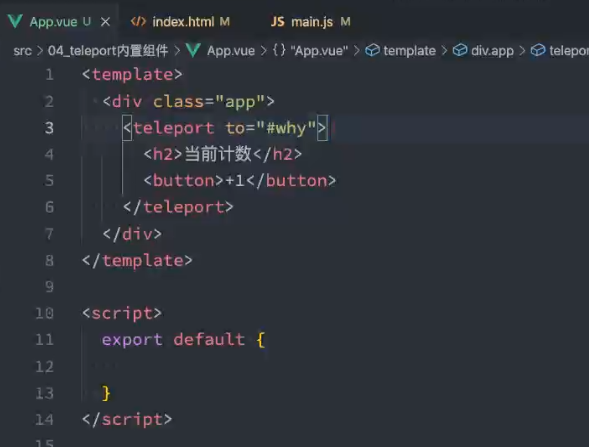 App.vue U × <> index.html M JS main.js M
src > 04_teleport内置组件 > App.vue > {} "App.vue" > template > div.app > telepor
1 <template>
2 <div class="app">
3 <teleport to="#why">
4 <h2>当前计数</h2>
5 <button>+1</button>
6 </teleport>
7 </div>
8 </template>
9
10 <script>
11 export default {
12
13 }
14 </script>
15